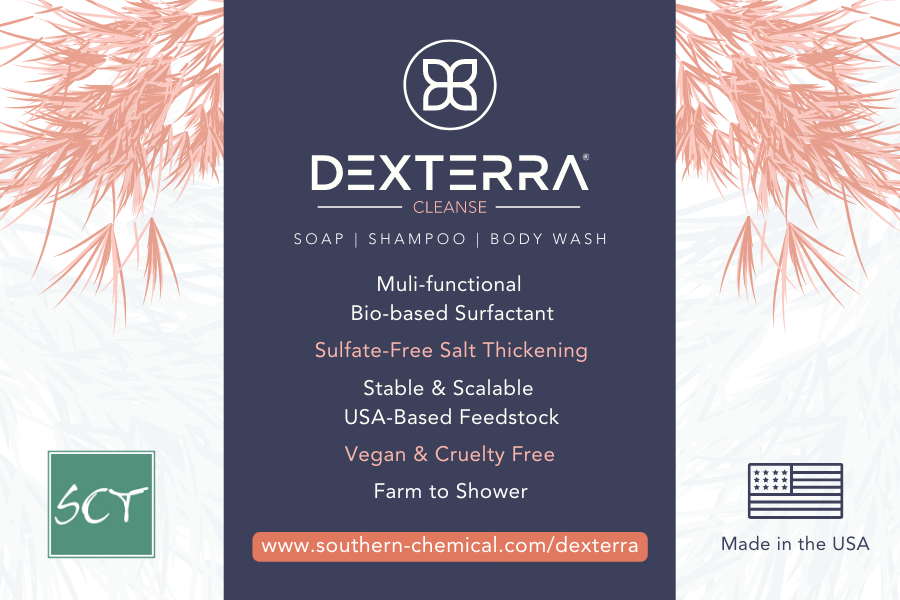 DEXTERRA®
CLEANSE
SOAP | SHAMPOO | BODY WASH
Muli-functional
Bio-based Surfactant
Sulfate-Free Salt Thickening
Stable & Scalable
USA-Based Feedstock
Vegan & Cruelty Free
Farm to Shower
www.southern-chemical.com/dexterra
SCT
Made in the USA